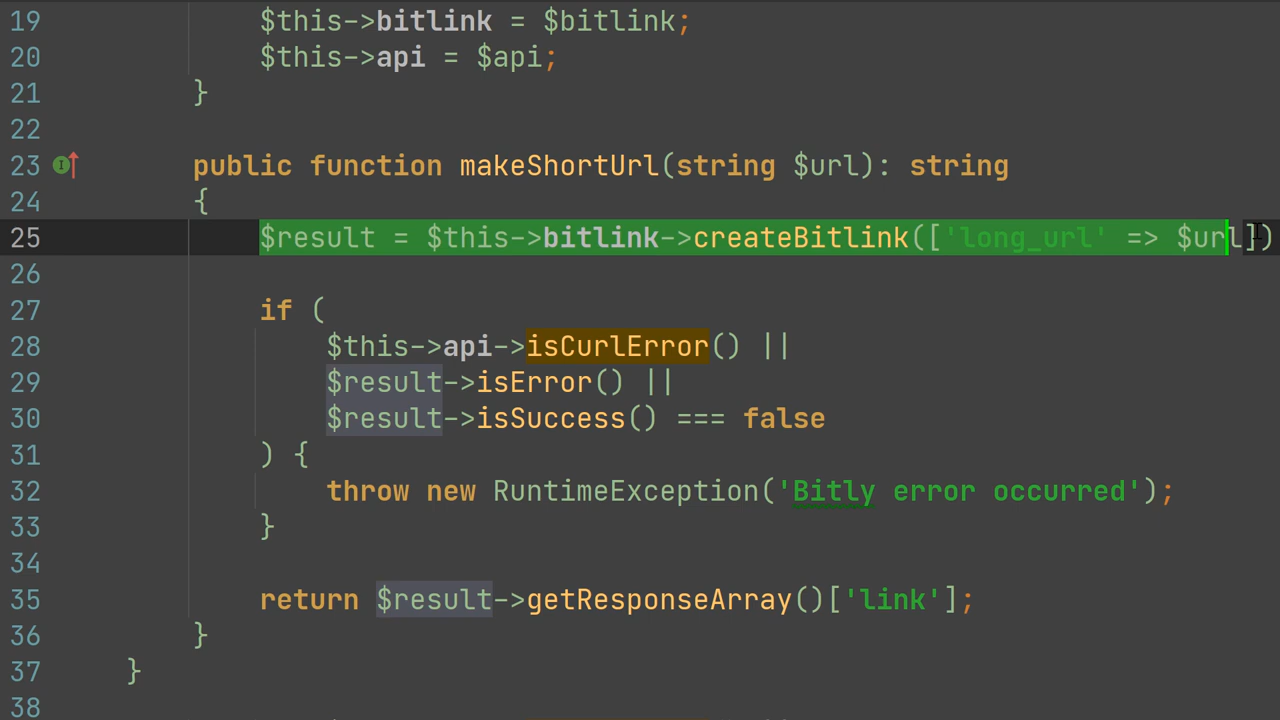 19 $this->bitlink = $bitlink;
20 $this->api = $api;
21 }
22
23 public function makeShortUrl(string $url): string
24 {
25 $result = $this->bitlink->createBitlink(['long_url' => $url])
26
27 if (
28 $this->api->isCurlError() ||
29 $result->isError() ||
30 $result->isSuccess() === false
31 ) {
32 throw new RuntimeException('Bitly error occurred');
33 }
34
35 return $result->getResponseArray()['link'];
36 }
37 }
38